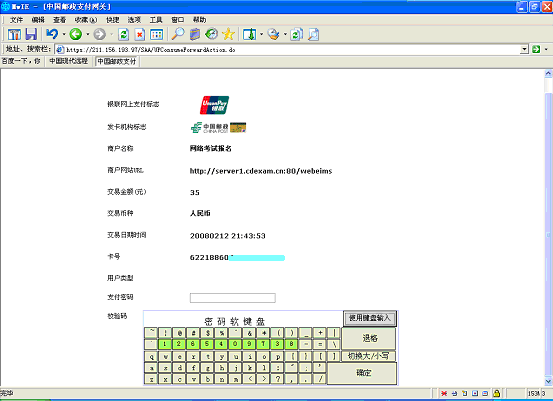 MwIE - [中国邮政支付网关]
文件 编辑 查看 收藏(A) 快捷 选项 工具 窗口 帮助
地址、搜索栏: https://211.156.193.97/SAA/UPConsumeForwardAction.do
百度一下，你 中国现代远程 中国邮政支付
银联网上支付标志 UnionPay 银联
发卡机构标志 中国邮政 CHINA POST
商户名称 网络考试报名
商户网站URL http://server1.cdexam.cn:80/webeims
交易金额(元) 35
交易币种 人民币
交易日期时间 20080212 21:43:53
卡号 62218860
用户类型
支付密码
校验码 密码软键盘 使用键盘输入
~ ! @ # $ % ^ & * ( ) _ + |
` 1 2 6 5 4 0 9 7 3 8 - = \ 退格
q w e r t y u i o p { } [ ] 切换大/小写
a s d f g h j k l : " ; '
z x c v b n m < > ? , . / 确定
完毕